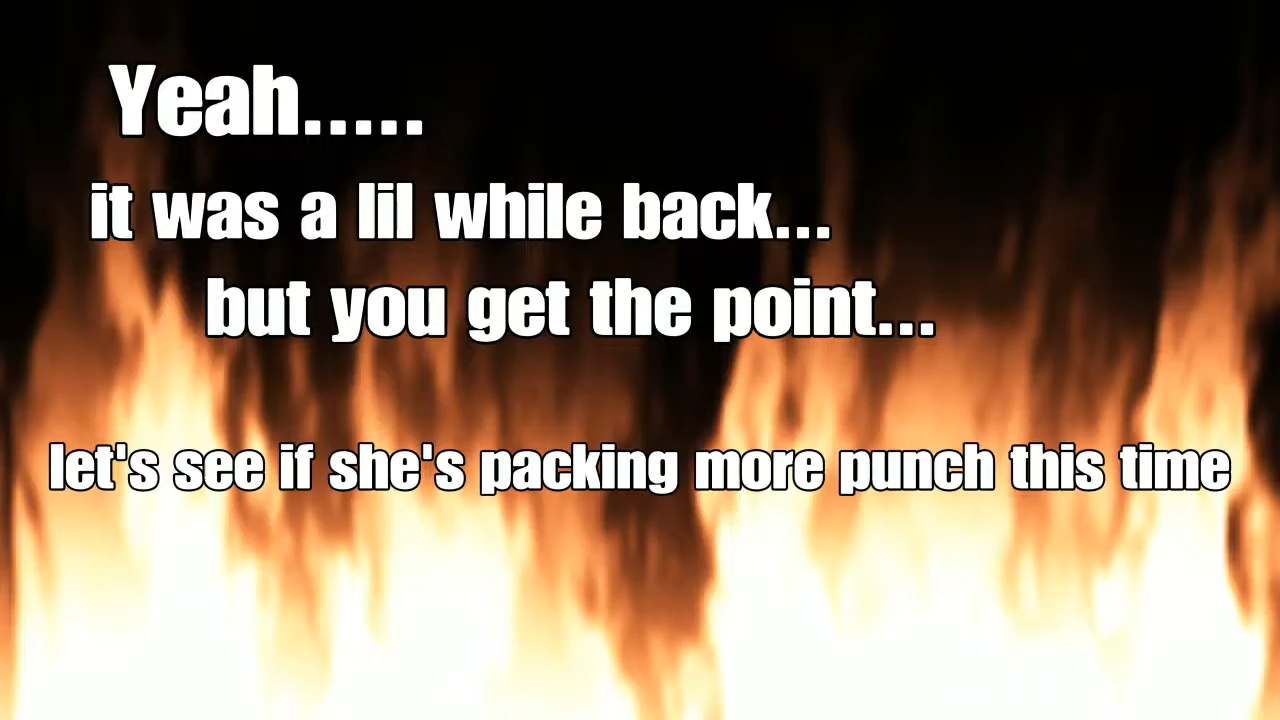 Yeah.....
it was a lil while back...
but you get the point...
let's see if she's packing more punch this time